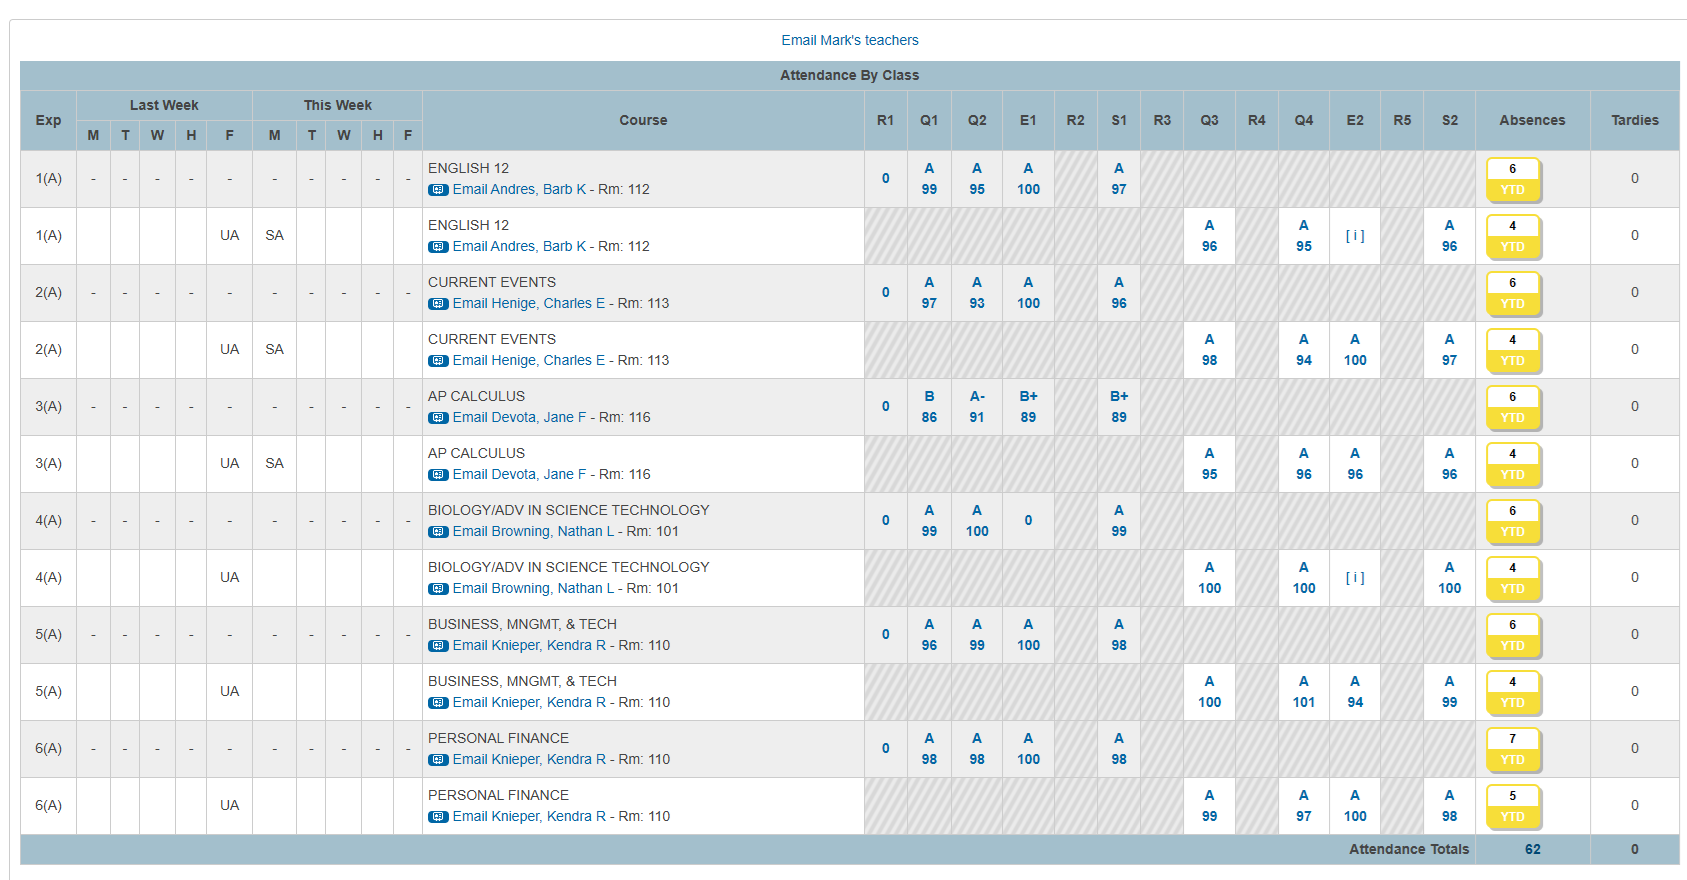 Email Mark's teachers
Attendance By Class
Exp Last Week This Week Course R1 Q1 Q2 E1 R2 S1 R3 Q3 R4 Q4 E2 R5 S2 Absences Tardies
M T W H F M T W H F
1(A) - - - - - - - - - - ENGLISH 12 0 A A A A 6 0
Email Andres, Barb K - Rm: 112 99 95 100 97 YTD
1(A) UA SA ENGLISH 12 A A [ i ] A 4 0
Email Andres, Barb K - Rm: 112 96 95 96 YTD
2(A) - - - - - - - - - - CURRENT EVENTS 0 A A A A 6 0
Email Henige, Charles E - Rm: 113 97 93 100 96 YTD
2(A) UA SA CURRENT EVENTS A A A A 4 0
Email Henige, Charles E - Rm: 113 98 94 100 97 YTD
3(A) - - - - - - - - - - AP CALCULUS 0 B A- B+ B+ 6 0
Email Devota, Jane F - Rm: 116 86 91 89 89 YTD
3(A) UA SA AP CALCULUS A A A A 4 0
Email Devota, Jane F - Rm: 116 95 96 96 96 YTD
4(A) - - - - - - - - - - BIOLOGY/ADV IN SCIENCE TECHNOLOGY 0 A A 0 A 6 0
Email Browning, Nathan L - Rm: 101 99 100 99 YTD
4(A) UA BIOLOGY/ADV IN SCIENCE TECHNOLOGY A A [ i ] A 4 0
Email Browning, Nathan L - Rm: 101 100 100 100 YTD
5(A) - - - - - - - - - - BUSINESS, MNGMT, & TECH 0 A A A A 6 0
Email Knieper, Kendra R - Rm: 110 96 99 100 98 YTD
5(A) UA BUSINESS, MNGMT, & TECH A A A A 4 0
Email Knieper, Kendra R - Rm: 110 100 101 94 99 YTD
6(A) - - - - - - - - - - PERSONAL FINANCE 0 A A A A 7 0
Email Knieper, Kendra R - Rm: 110 98 98 100 98 YTD
6(A) UA PERSONAL FINANCE A A A A 5 0
Email Knieper, Kendra R - Rm: 110 99 97 100 98 YTD
Attendance Totals 62 0